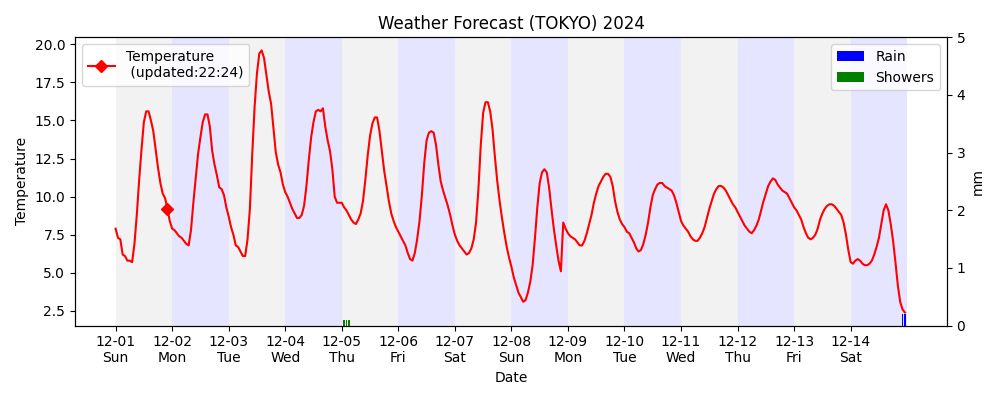 Weather Forecast (TOKYO) 2024
Temperature
(updated:22:24)
Rain
Showers
20.0
17.5
15.0
12.5
10.0
7.5
5.0
2.5
Temperature
5
4
3
2
1
0
mm
12-01 12-02 12-03 12-04 12-05 12-06 12-07 12-08 12-09 12-10 12-11 12-12 12-13 12-14
Sun Mon Tue Wed Thu Fri Sat Sun Mon Tue Wed Thu Fri Sat
Date